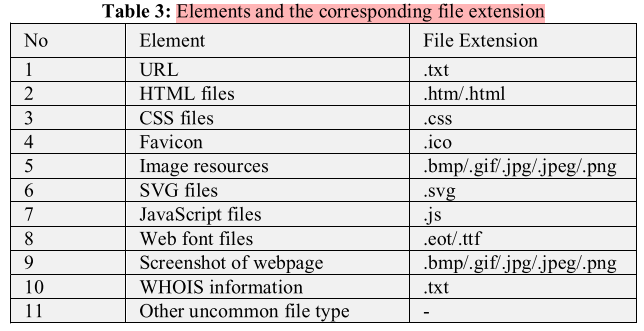 Table 3: Elements and the corresponding file extension
No Element File Extension
1 URL .txt
2 HTML files .htm/.html
3 CSS files .css
4 Favicon .ico
5 Image resources .bmp/.gif/.jpg/.jpeg/.png
6 SVG files .svg
7 JavaScript files .js
8 Web font files .eot/.ttf
9 Screenshot of webpage .bmp/.gif/.jpg/.jpeg/.png
10 WHOIS information .txt
11 Other uncommon file type -